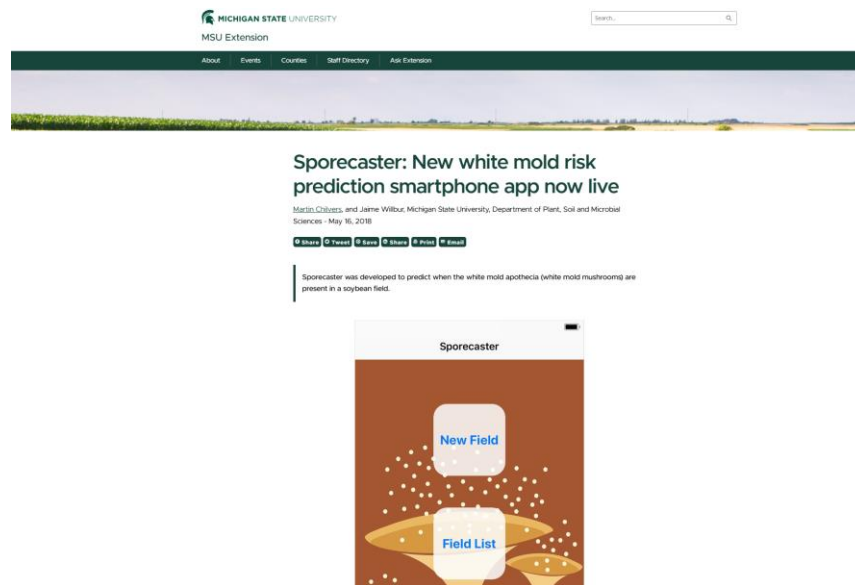 MICHIGAN STATE UNIVERSITY
Search...
MSU Extension
About Events Counties Staff Directory Ask Extension
Sporecaster: New white mold risk
prediction smartphone app now live
Martin Chilvers, and Jaime Willbur, Michigan State University, Department of Plant, Soil and Microbial
Sciences - May 16, 2018
Share Tweet Save Share Print Email
Sporecaster was developed to predict when the white mold apothecia (white mold mushrooms) are
present in a soybean field.
Sporecaster
New Field
Field List